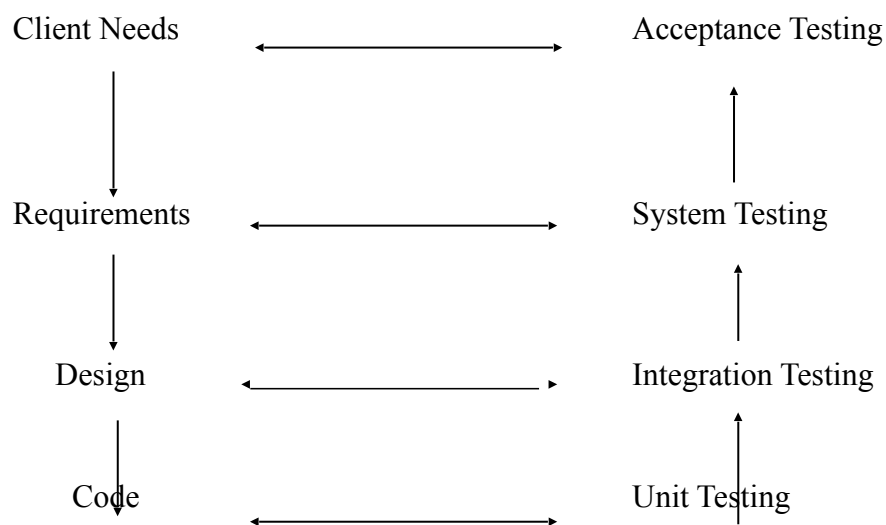 Client Needs
Acceptance Testing
Requirements
System Testing
Design
Integration Testing
Code
Unit Testing